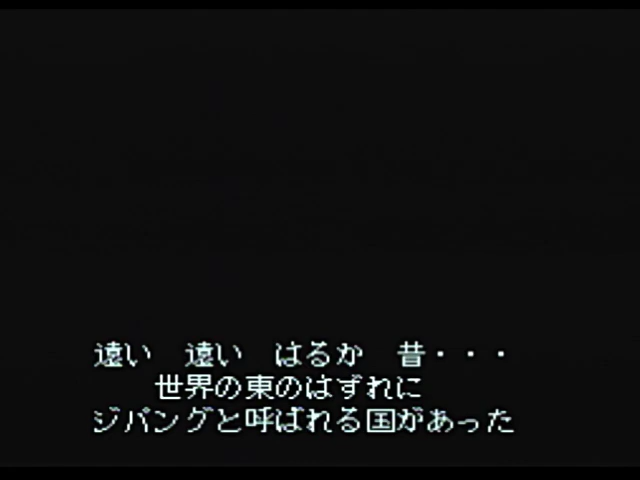 遠い　遠い　はるか　昔・・・
世界の東のはずれに
ジパングと呼ばれる国があった